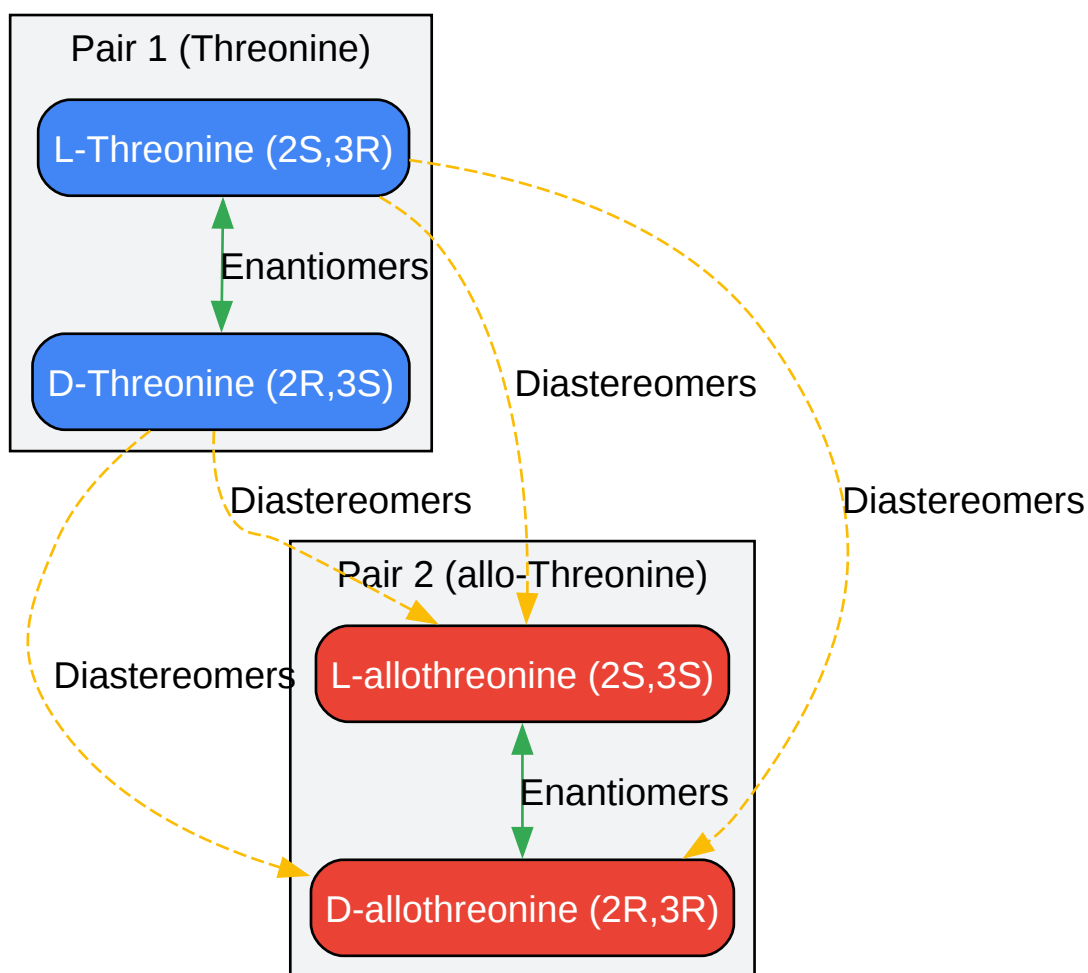 Pair 1 (Threonine)
L-Threonine (2S,3R)
Enantiomers
D-Threonine (2R,3S)
Diastereomers
Diastereomers
Diastereomers
Pair 2 (allo-Threonine)
L-allothreonine (2S,3S)
Diastereomers
Enantiomers
D-allothreonine (2R,3R)